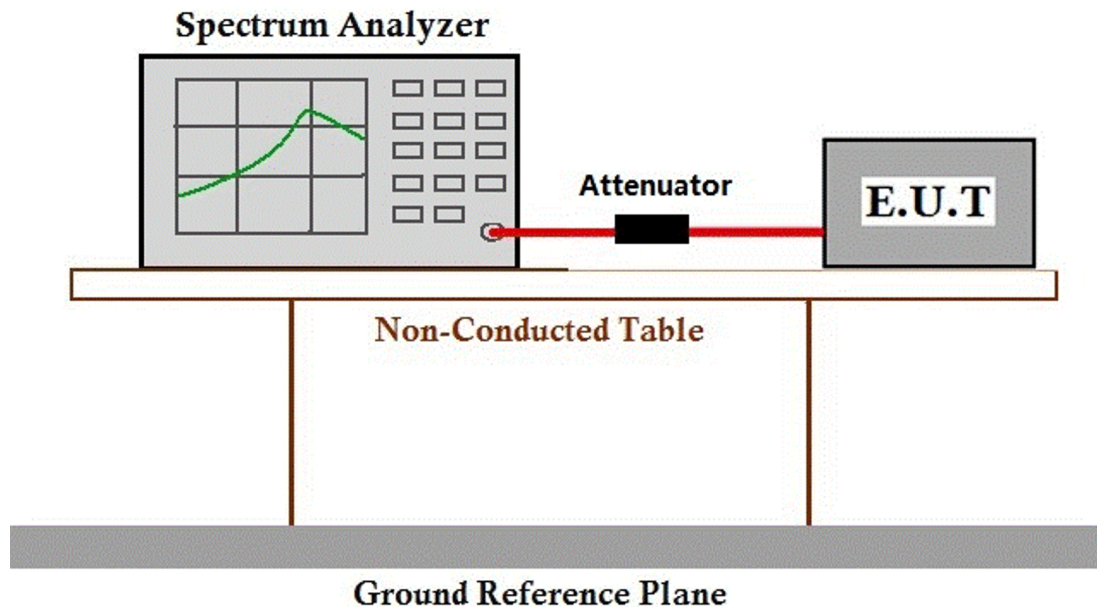 Spectrum Analyzer
Attenuator
E.U.T
Non-Conducted Table
Ground Reference Plane